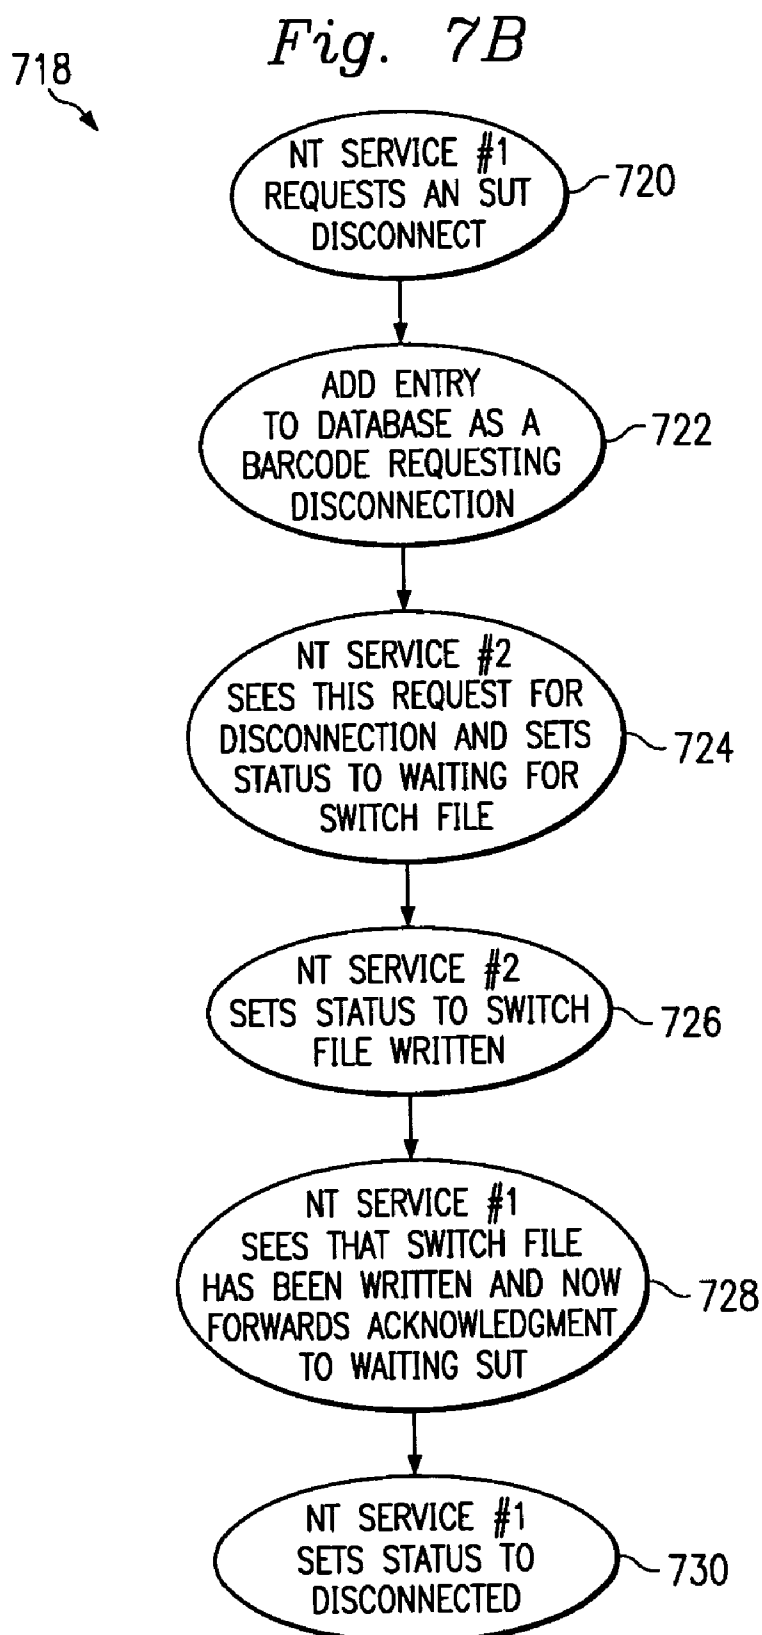 Fig. 7B
718
NT SERVICE #1
REQUESTS AN SUT
DISCONNECT
720
ADD ENTRY
TO DATABASE AS A
BARCODE REQUESTING
DISCONNECTION
722
NT SERVICE #2
SEES THIS REQUEST FOR
DISCONNECTION AND SETS
STATUS TO WAITING FOR
SWITCH FILE
724
NT SERVICE #2
SETS STATUS TO SWITCH
FILE WRITTEN
726
NT SERVICE #1
SEES THAT SWITCH FILE
HAS BEEN WRITTEN AND NOW
FORWARDS ACKNOWLEDGMENT
TO WAITING SUT
728
NT SERVICE #1
SETS STATUS TO
DISCONNECTED
730